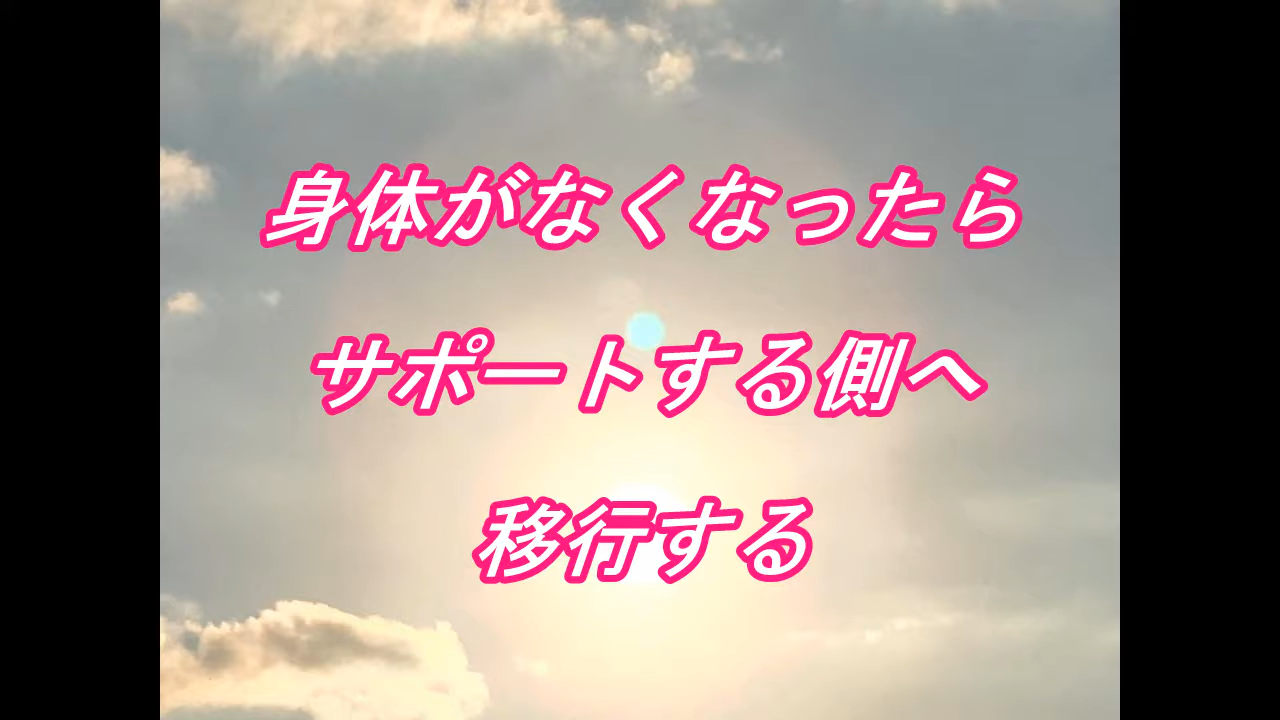 身体がなくなったら
サポートする側へ
移行する